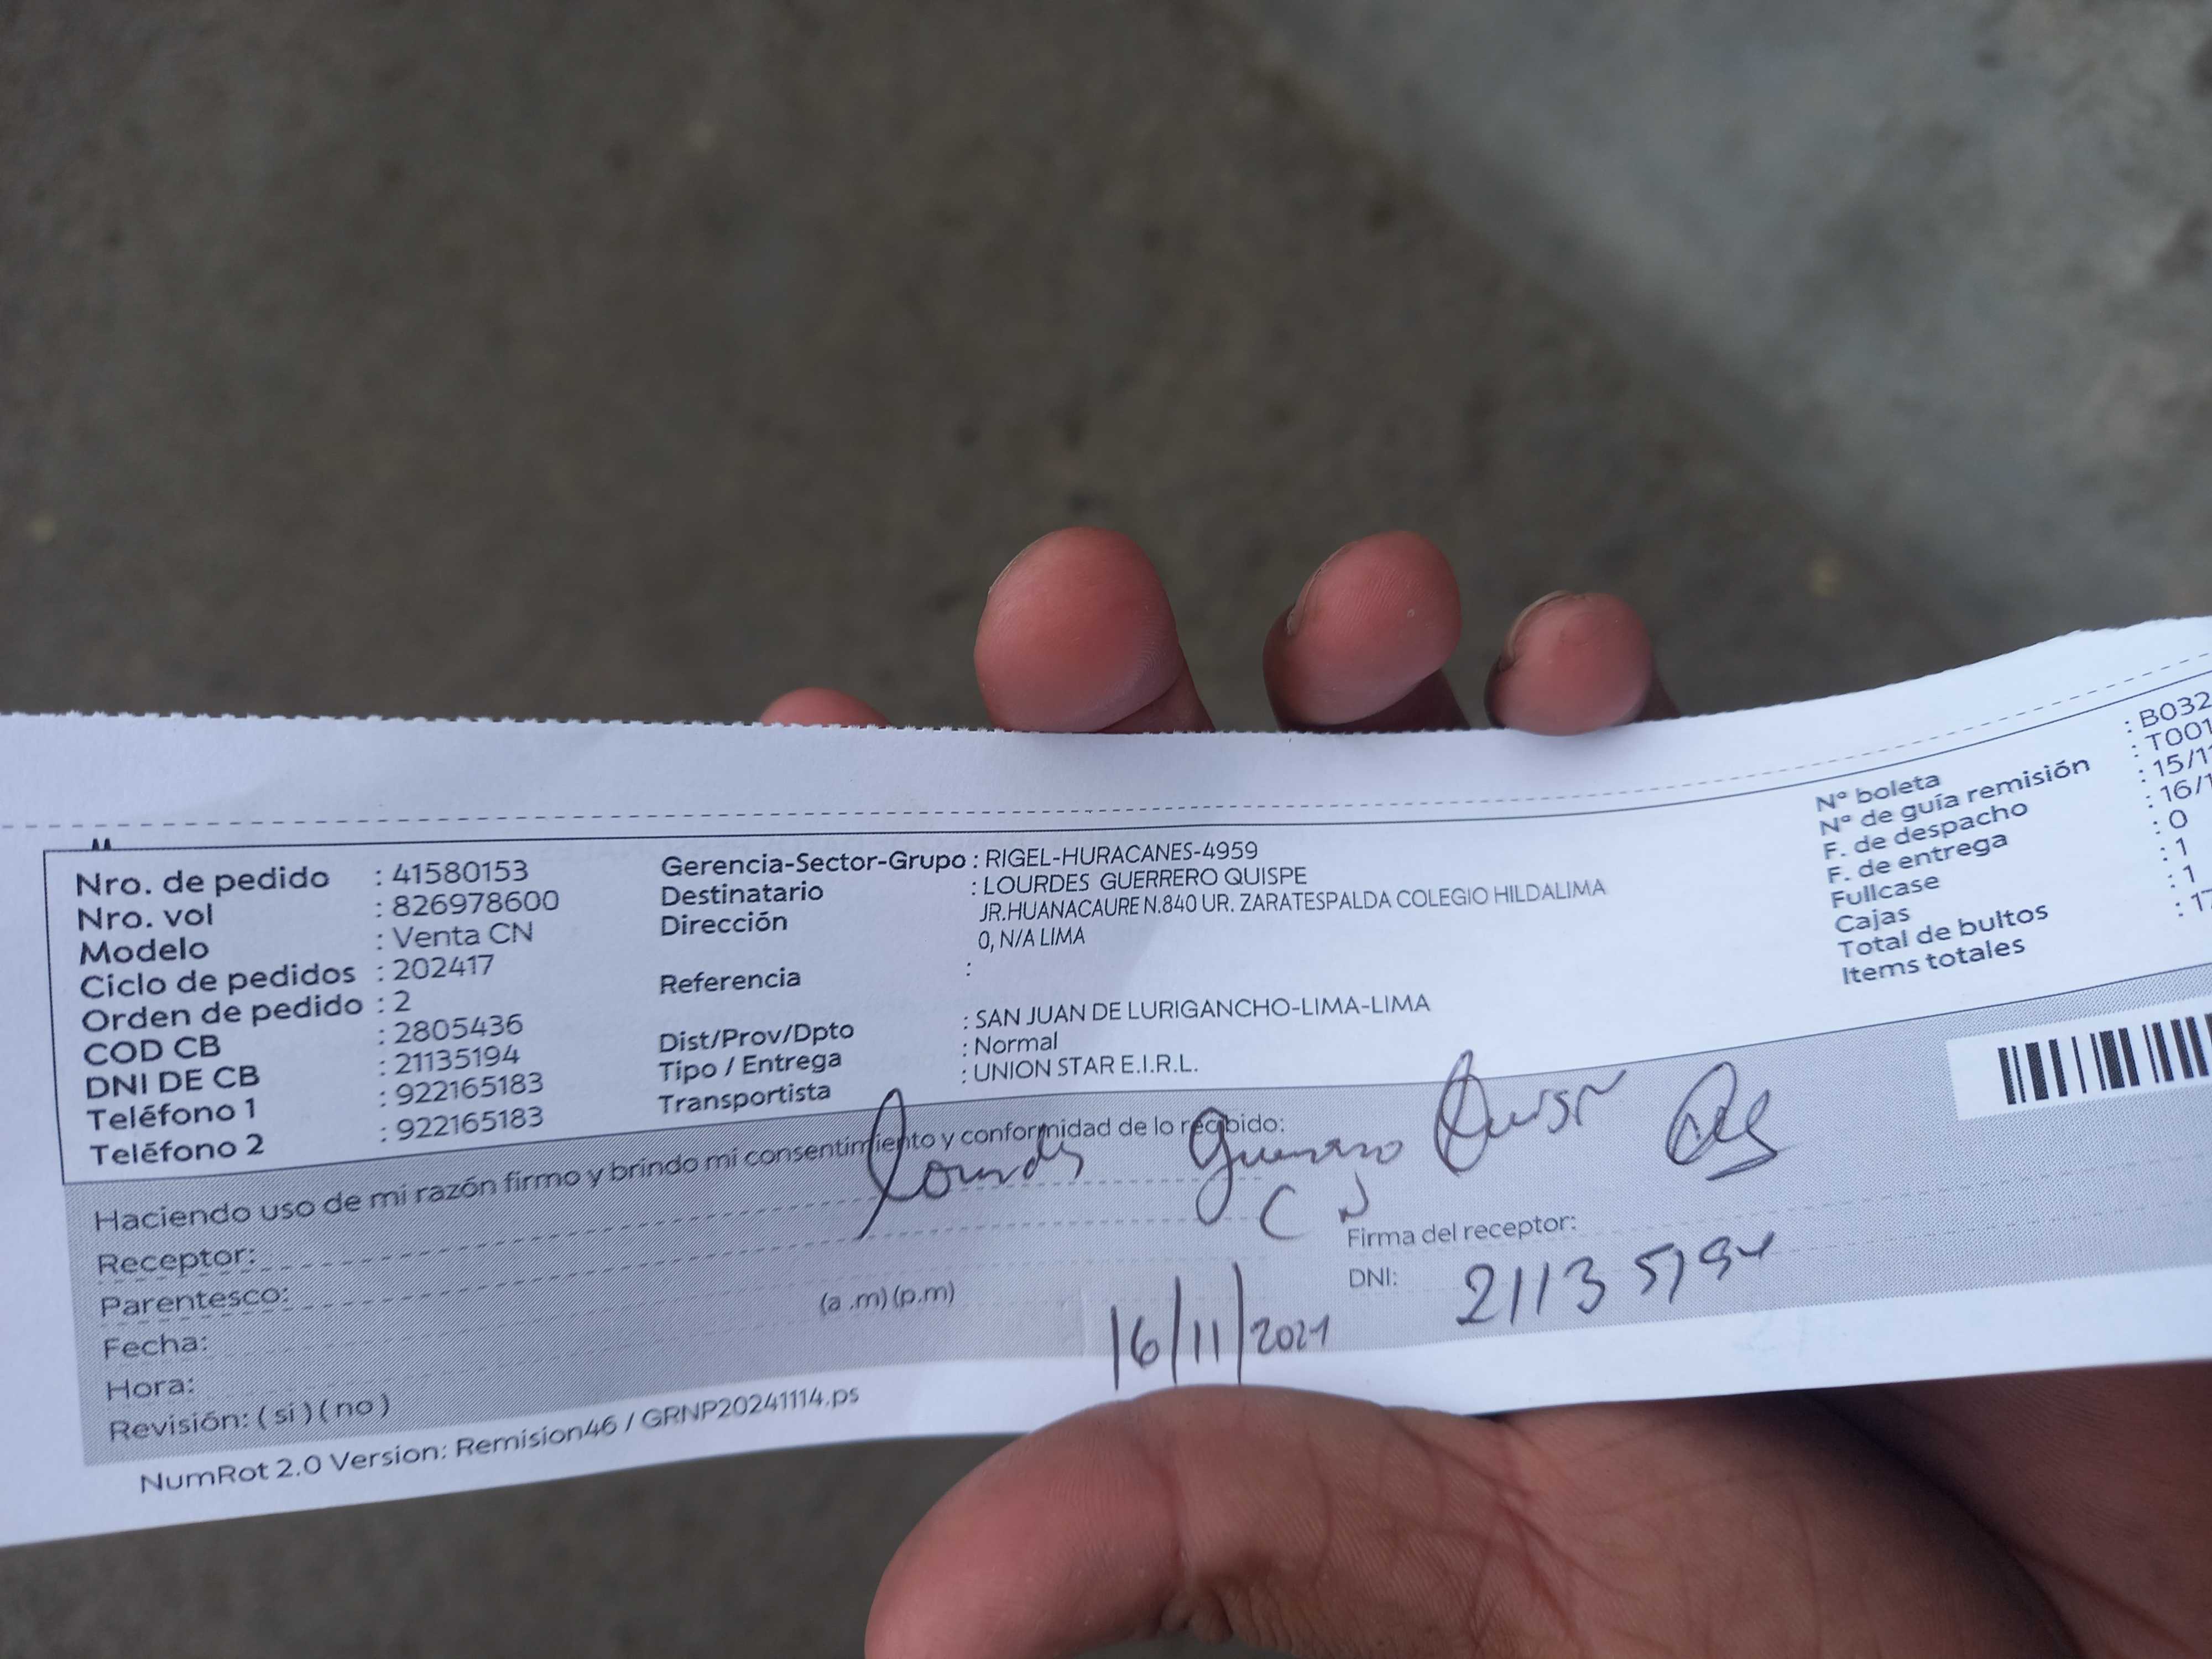 Nro. de pedido : 41580153
Nro. vol : 826978600
Modelo : Venta CN
Ciclo de pedidos : 202417
Orden de pedido : 2
COD CB : 2805436
DNI DE CB : 21135194
Teléfono 1 : 922165183
Teléfono 2 : 922165183
Gerencia-Sector-Grupo : RIGEL-HURACANES-4959
Destinatario : LOURDES GUERRERO QUISPE
Dirección JR.HUANACAURE N.840 UR. ZARATESPALDA COLEGIO HILDALIMA
0, N/A LIMA
Referencia :
Dist/Prov/Dpto : SAN JUAN DE LURIGANCHO-LIMA-LIMA
Tipo / Entrega : Normal
Transportista : UNION STAR E.I.R.L.
N° boleta : B032
N° de guía remisión : T001
F. de despacho : 15/1
F. de entrega : 16/1
Fullcase : 0
Cajas : 1
Total de bultos : 1
Items totales : 17
Haciendo uso de mi razón firmo y brindo mi consentimiento y conformidad de lo recibido:
Lourdes Guerrero Quispe
Receptor:
Firma del receptor:
Parentesco:
DNI: 21135194
Fecha: (a .m) (p.m) 16/11/2024
Hora:
Revisión: ( si ) ( no )
NumRot 2.0 Version: Remision46 / GRNP20241114.ps